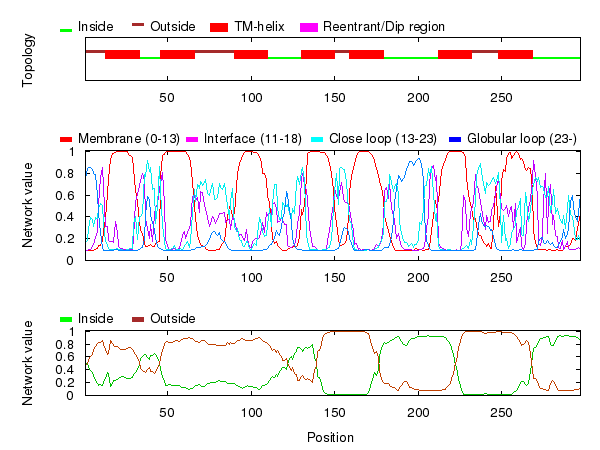 Inside Outside TM-helix Reentrant/Dip region
Topology
50 100 150 200 250
Membrane (0-13) Interface (11-18) Close loop (13-23) Globular loop (23-)
Network value
1
0.8
0.6
0.4
0.2
0
50 100 150 200 250
Inside Outside
Network value
1
0.8
0.6
0.4
0.2
0
50 100 150 200 250
Position